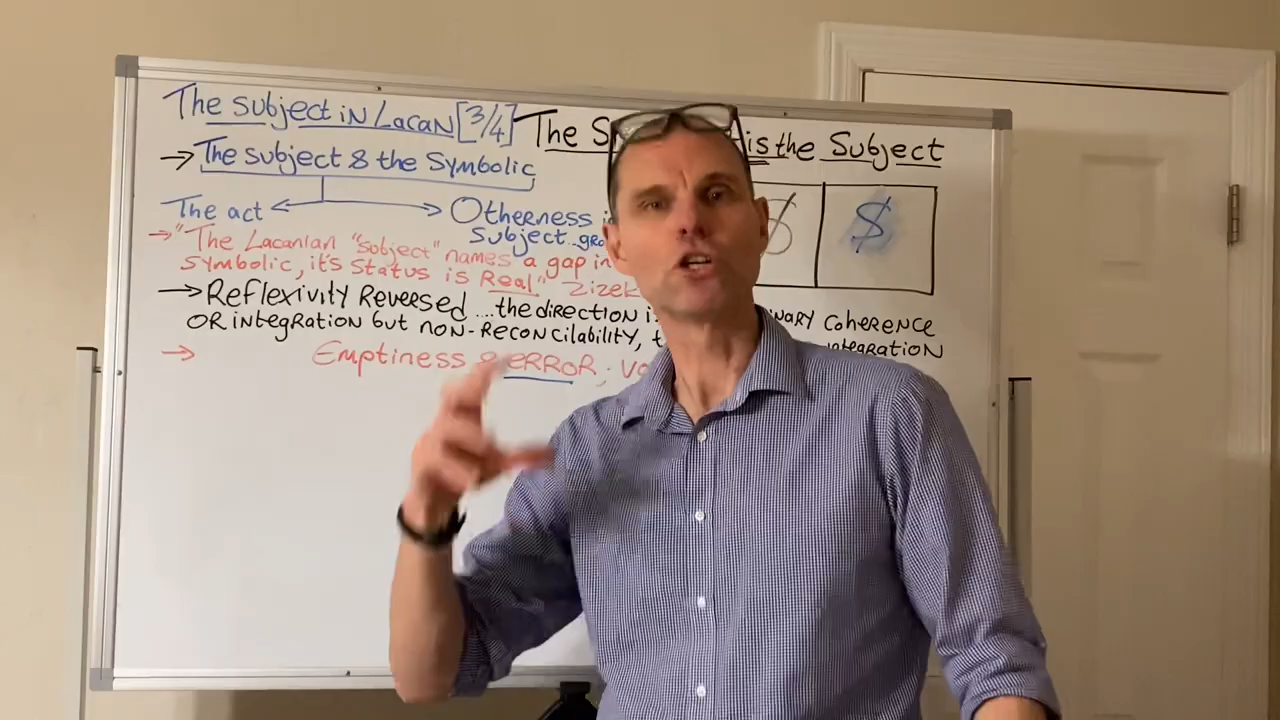 The Subject in Lacan [3/4]
The S is the Subject
→ The subject & the Symbolic
The act Otherness
Subject
$ $
→ "The Lacanian "subject" names a gap in
symbolic, it's status is Real" Zizek
→ Reflexivity Reversed ... the direction coherence
OR integration but non-reconcilability, integration
→ Emptiness & ERROR;